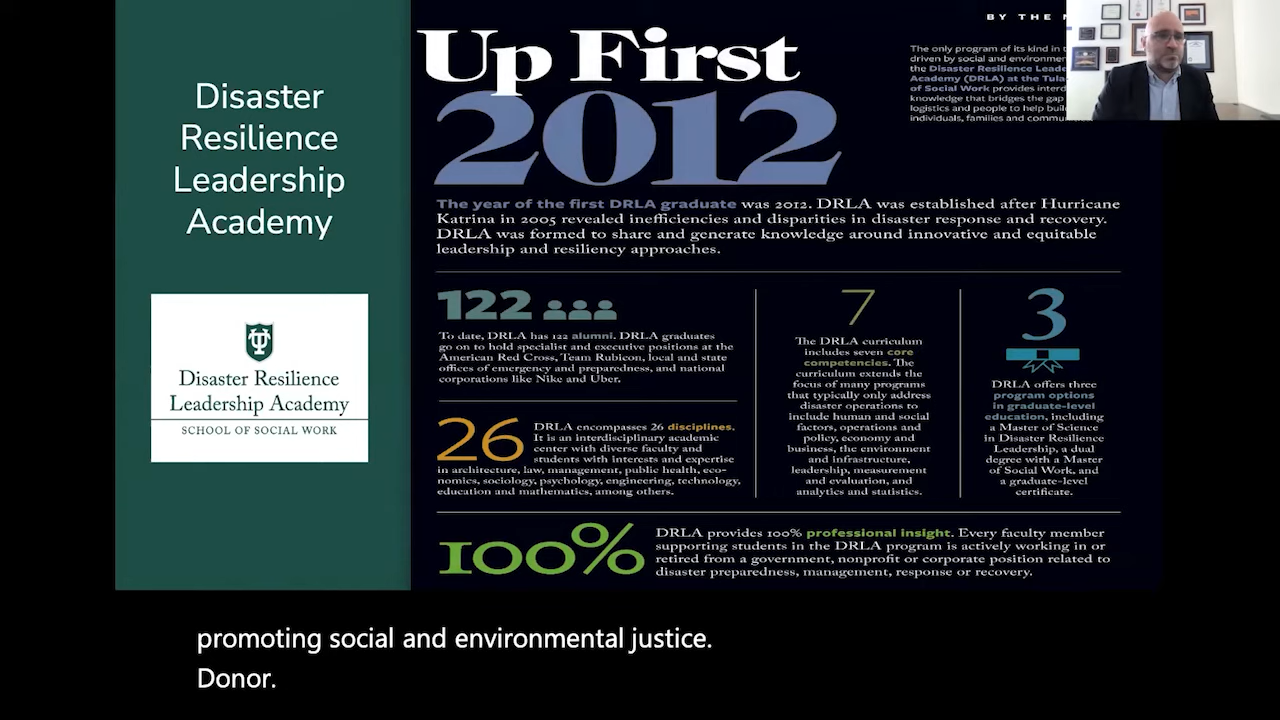 Disaster
Resilience
Leadership
Academy
Disaster Resilience
Leadership Academy
SCHOOL OF SOCIAL WORK
BY THE
Up First
2012
The only program of its kind in
driven by social and
the Disaster Resilience
Academy (DRLA) at the
of Social Work provides
knowledge that bridges the gap
logistics and people to help
individuals, families and
The year of the first DRLA graduate was 2012. DRLA was established after Hurricane
Katrina in 2005 revealed inefficiencies and disparities in disaster response and recovery.
DRLA was formed to share and generate knowledge around innovative and equitable
leadership and resiliency approaches.
122
To date, DRLA has 122 alumni. DRLA graduates
go on to hold specialist and executive positions at the
American Red Cross, Team Rubicon, local and state
offices of emergency and preparedness, and national
corporations like Nike and Uber.
26
DRLA encompasses 26 disciplines.
It is an interdisciplinary academic
center with diverse faculty and
students with interests and expertise
in architecture, law, management, public health, eco-
nomics, sociology, psychology, engineering, technology,
education and mathematics, among others.
7
The DRLA curriculum
includes seven core
competencies. The
curriculum extends the
focus of many programs
that typically only address
disaster operations to
include human and social
factors, operations and
policy, economy and
business, the environment
and infrastructure,
leadership, measurement
and evaluation, and
analytics and statistics.
3
DRLA offers three
program options
in graduate-level
education, including
a Master of Science
in Disaster Resilience
Leadership, a dual
degree with a Master
of Social Work, and
a graduate-level
certificate.
100%
DRLA provides 100% professional insight. Every faculty member
supporting students in the DRLA program is actively working in or
retired from a government, nonprofit or corporate position related to
disaster preparedness, management, response or recovery.
promoting social and environmental justice.
Donor.